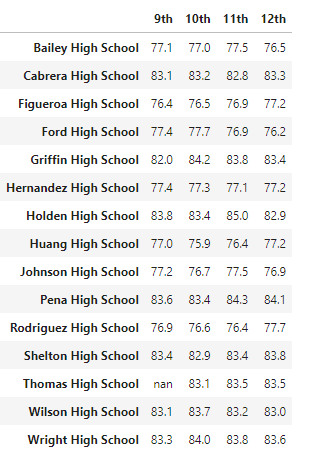 9th 10th 11th 12th
Bailey High School 77.1 77.0 77.5 76.5
Cabrera High School 83.1 83.2 82.8 83.3
Figueroa High School 76.4 76.5 76.9 77.2
Ford High School 77.4 77.7 76.9 76.2
Griffin High School 82.0 84.2 83.8 83.4
Hernandez High School 77.4 77.3 77.1 77.2
Holden High School 83.8 83.4 85.0 82.9
Huang High School 77.0 75.9 76.4 77.2
Johnson High School 77.2 76.7 77.5 76.9
Pena High School 83.6 83.4 84.3 84.1
Rodriguez High School 76.9 76.6 76.4 77.7
Shelton High School 83.4 82.9 83.4 83.8
Thomas High School nan 83.1 83.5 83.5
Wilson High School 83.1 83.7 83.2 83.0
Wright High School 83.3 84.0 83.8 83.6